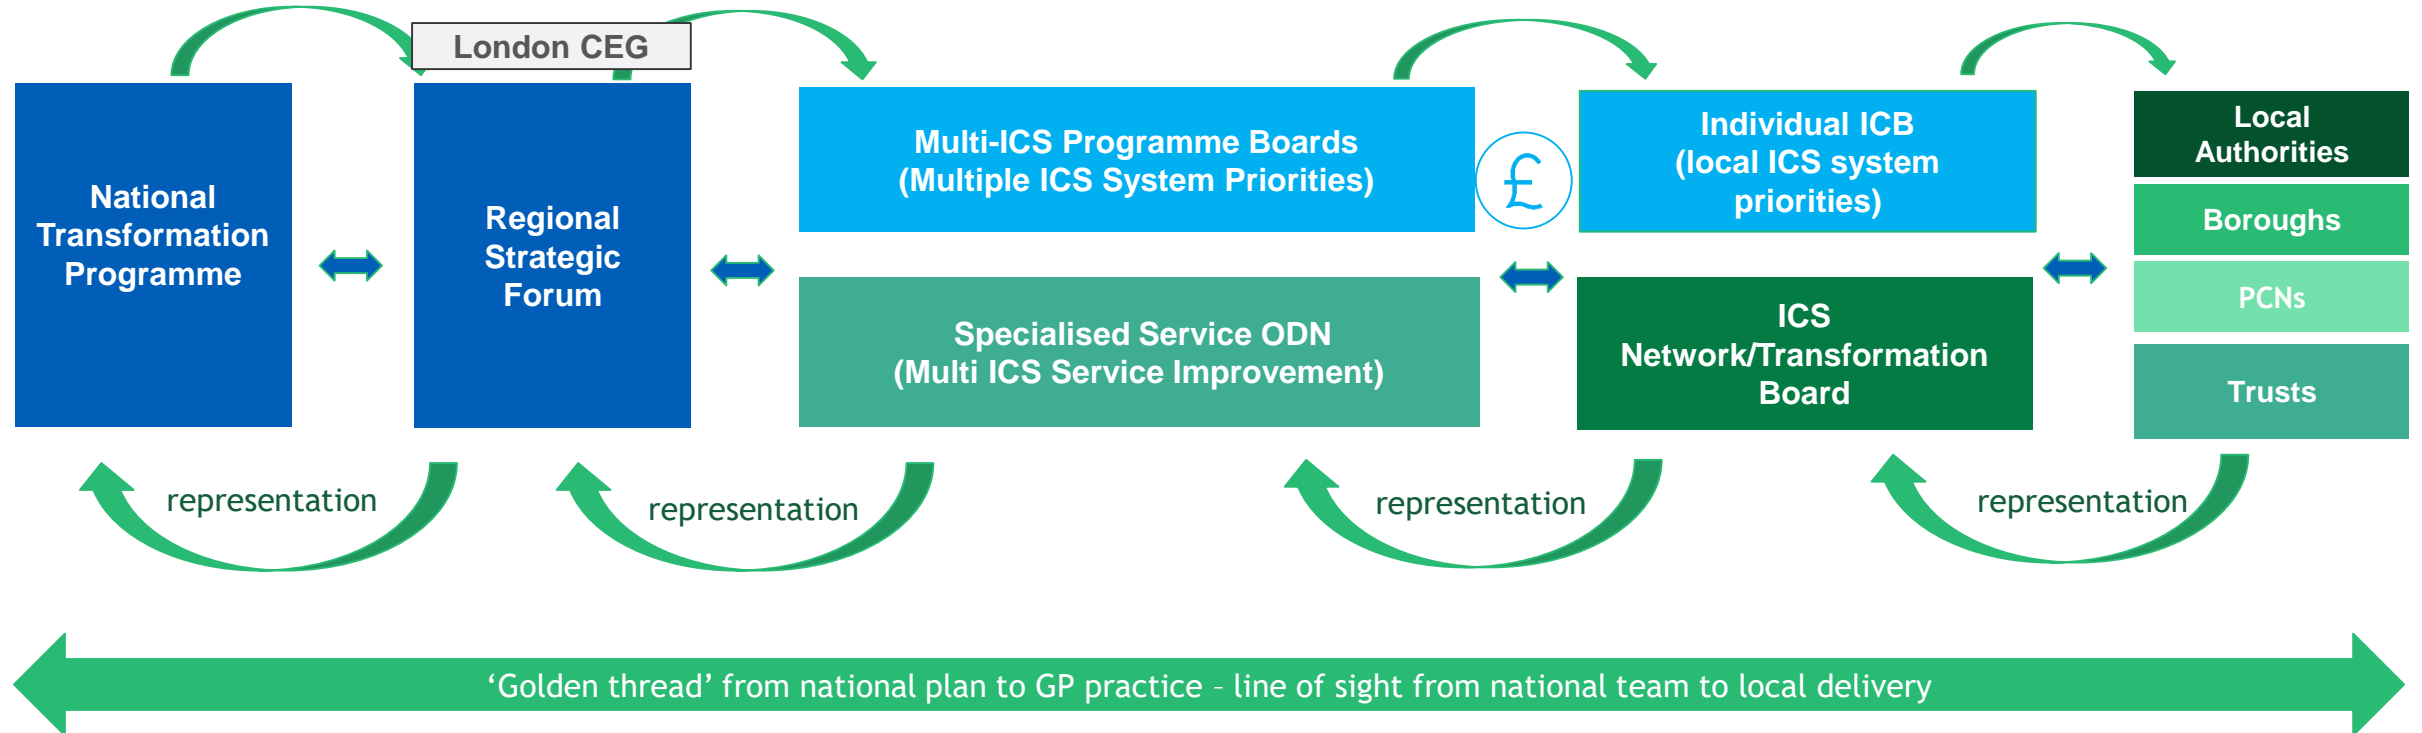 London CEG
National
Transformation
Programme
Regional
Strategic
Forum
Multi-ICS Programme Boards
(Multiple ICS System Priorities)
£
Individual ICB
(local ICS system
priorities)
Local
Authorities
Boroughs
PCNs
Trusts
Specialised Service ODN
(Multi ICS Service Improvement)
ICS
Network/Transformation
Board
representation
representation
representation
representation
‘Golden thread’ from national plan to GP practice – line of sight from national team to local delivery